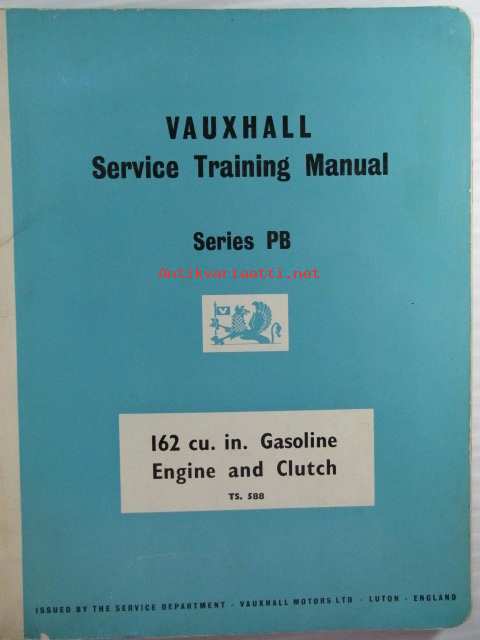 VAUXHALL
Service Training Manual
Series PB
Antikvariaatti.net
V
162 cu. in. Gasoline
Engine and Clutch
TS. 588
ISSUED BY THE SERVICE DEPARTMENT - VAUXHALL MOTORS LTD - LUTON - ENGLAND